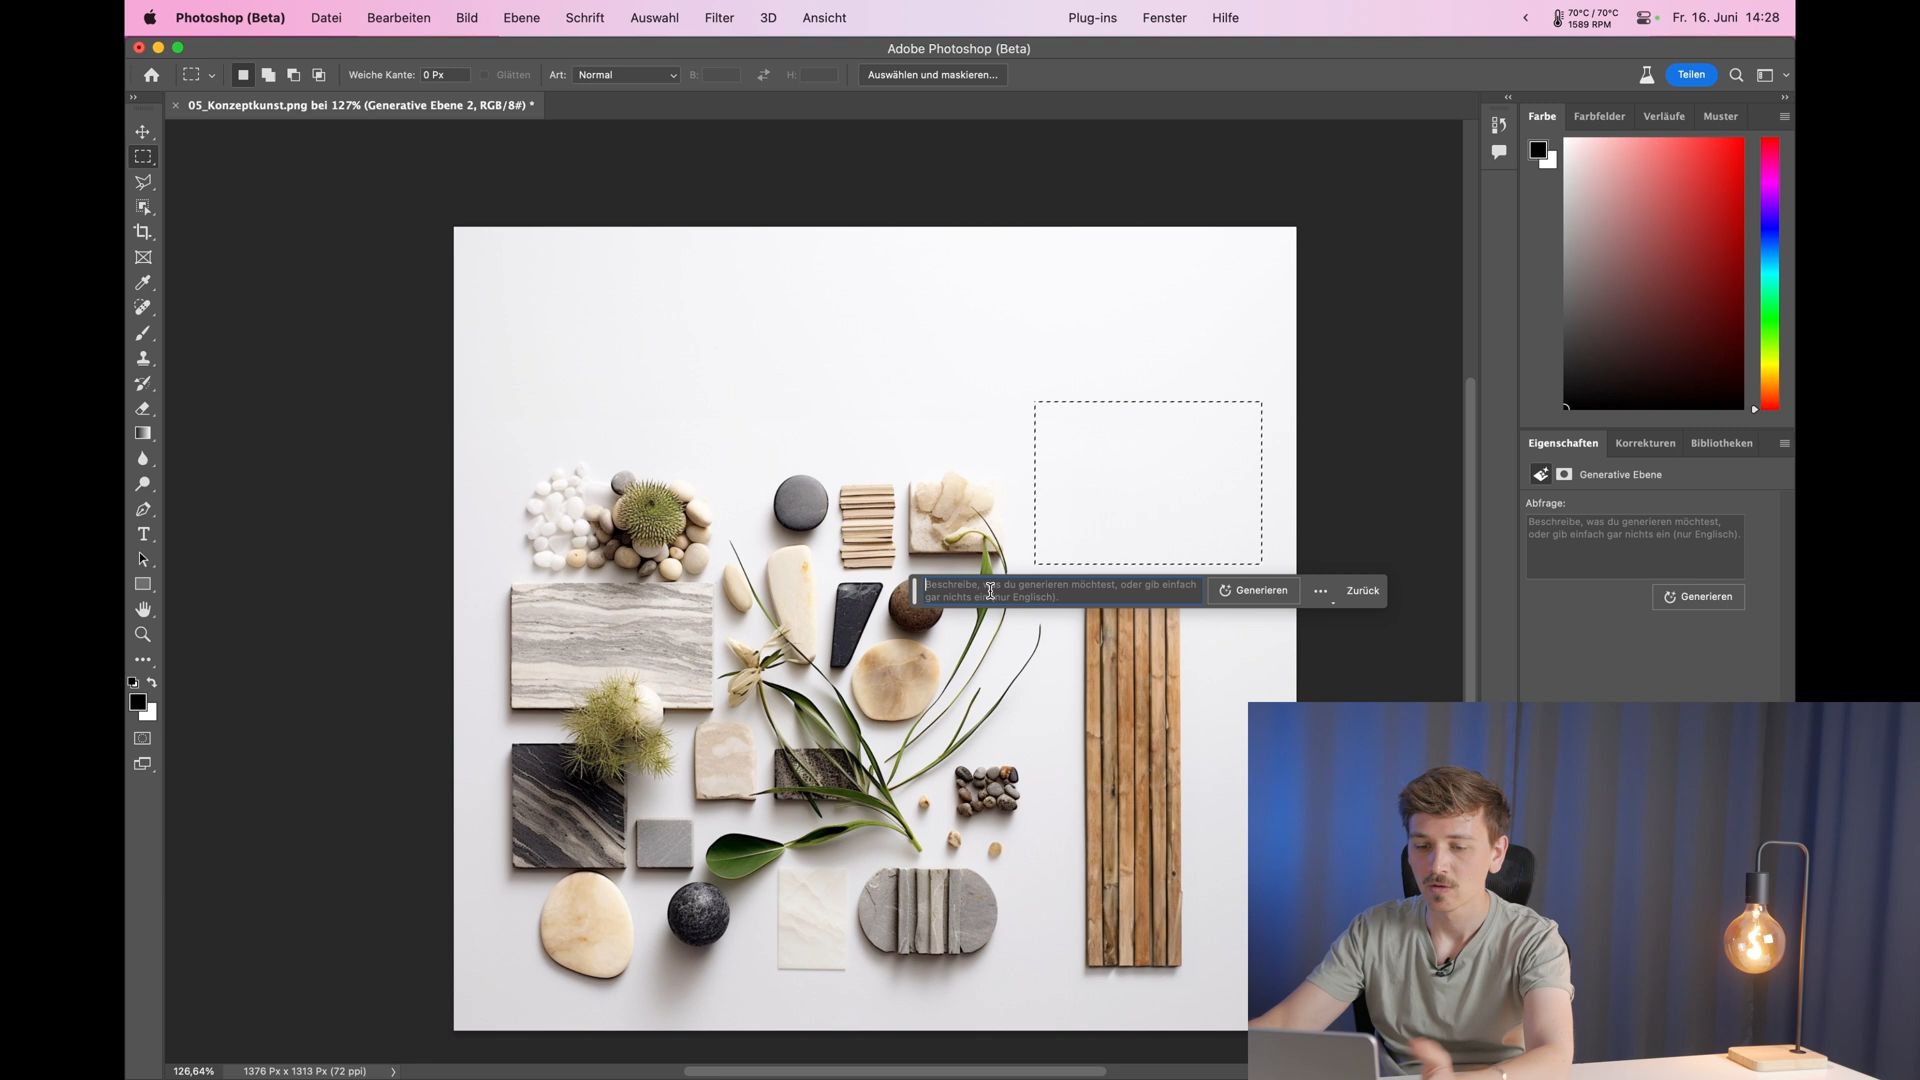 Photoshop (Beta) Datei Bearbeiten Bild Ebene Schrift Auswahl Filter 3D Ansicht Plug-ins Fenster Hilfe 70°C / 70°C Fr. 16. Juni 14:28
1589 RPM
Adobe Photoshop (Beta)
Weiche Kante: 0 Px Glätten Art: Normal B: H: Auswählen und maskieren... Teilen
05_Konzeptkunst.png bei 127% (Generative Ebene 2, RGB/8#) *
Farbe Farbfelder Verläufe Muster
Eigenschaften Korrekturen Bibliotheken
Generative Ebene
Abfrage:
Beschreibe, was du generieren möchtest,
oder gib einfach gar nichts ein (nur Englisch).
Generieren
Beschreibe, was du generieren möchtest, oder gib einfach
gar nichts ein (nur Englisch).
Generieren
Zurück
126,64% 1376 Px x 1313 Px (72 ppi)